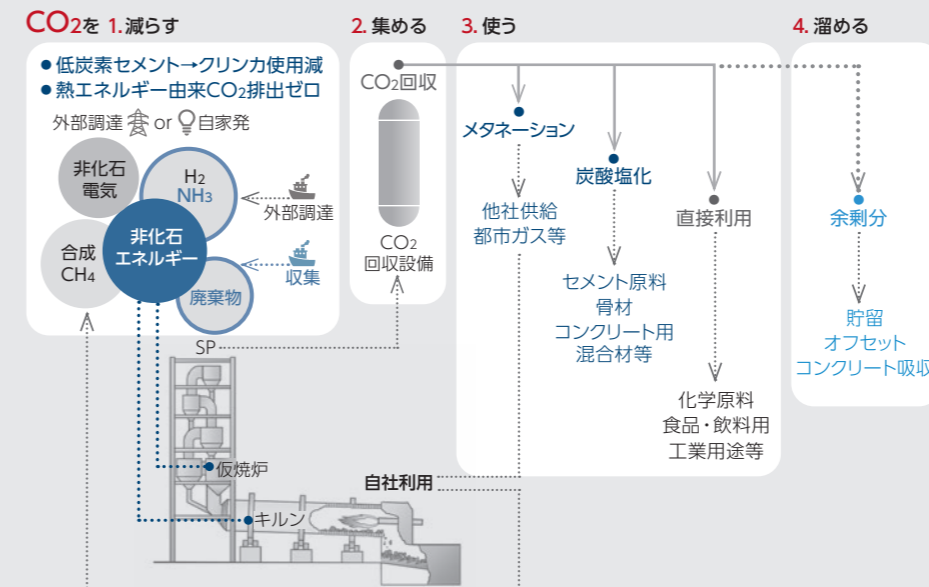 CO2を 1. 減らす
● 低炭素セメント→クリンカ使用減
● 熱エネルギー由来CO2排出ゼロ
外部調達 or 自家発
非化石
電気
H2
NH3
外部調達
非化石
エネルギー
合成
CH4
廃棄物
収集
2. 集める
CO2回収
CO2
回収設備
3. 使う
メタネーション
他社供給
都市ガス等
炭酸塩化
セメント原料
骨材
コンクリート用
混合材等
直接利用
化学原料
食品・飲料用
工業用途等
4. 溜める
余剰分
貯留
オフセット
コンクリート吸収
SP
仮焼炉
キルン
自社利用